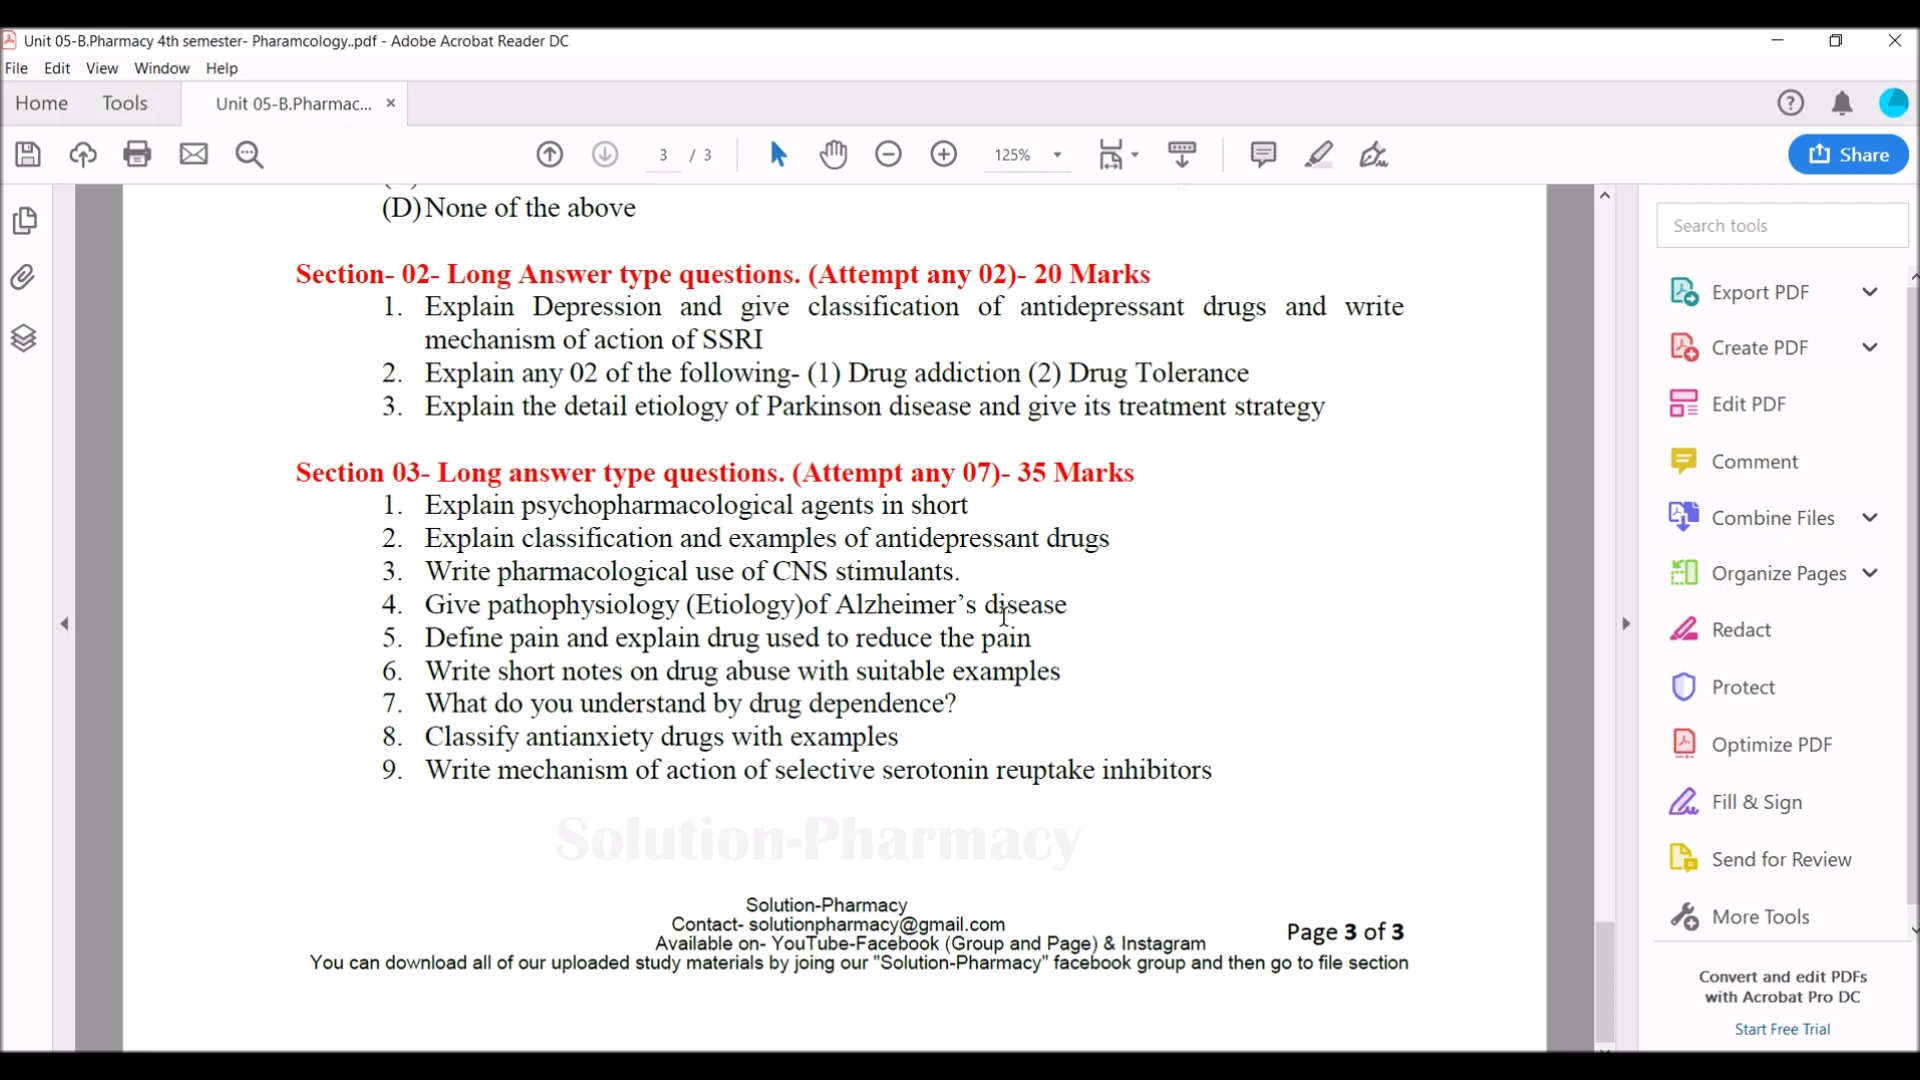 Unit 05-B.Pharmacy 4th semester- Pharamcology..pdf - Adobe Acrobat Reader DC
File Edit View Window Help
Home Tools Unit 05-B.Pharmac... ×
3 / 3 125% Share
(D)None of the above
Section- 02- Long Answer type questions. (Attempt any 02)- 20 Marks
1. Explain Depression and give classification of antidepressant drugs and write
mechanism of action of SSRI
2. Explain any 02 of the following- (1) Drug addiction (2) Drug Tolerance
3. Explain the detail etiology of Parkinson disease and give its treatment strategy
Section 03- Long answer type questions. (Attempt any 07)- 35 Marks
1. Explain psychopharmacological agents in short
2. Explain classification and examples of antidepressant drugs
3. Write pharmacological use of CNS stimulants.
4. Give pathophysiology (Etiology)of Alzheimer’s disease
5. Define pain and explain drug used to reduce the pain
6. Write short notes on drug abuse with suitable examples
7. What do you understand by drug dependence?
8. Classify antianxiety drugs with examples
9. Write mechanism of action of selective serotonin reuptake inhibitors
Solution-Pharmacy
Solution-Pharmacy
Contact- solutionpharmacy@gmail.com
Available on- YouTube-Facebook (Group and Page) & Instagram
Page 3 of 3
You can download all of our uploaded study materials by joing our "Solution-Pharmacy" facebook group and then go to file section
Search tools
Export PDF
Create PDF
Edit PDF
Comment
Combine Files
Organize Pages
Redact
Protect
Optimize PDF
Fill & Sign
Send for Review
More Tools
Convert and edit PDFs
with Acrobat Pro DC
Start Free Trial